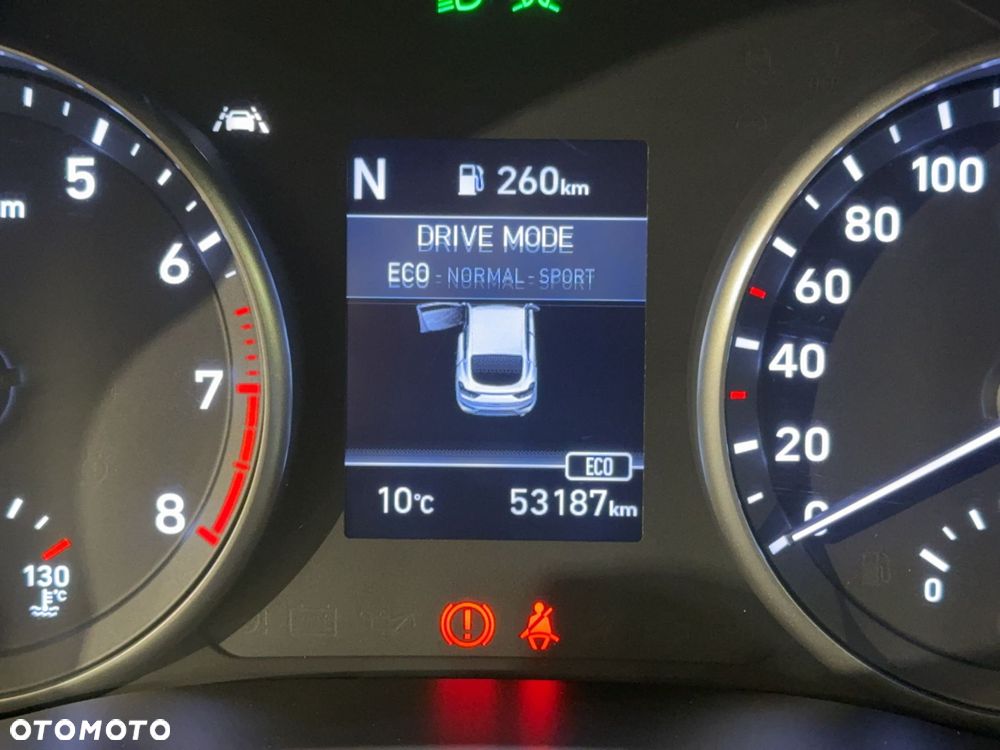 5
6
7
8
m
130
°C
N 260km
DRIVE MODE
ECO - NORMAL - SPORT
ECO
10°C 53187km
100
80
60
40
20
0
0
OTOMOTO